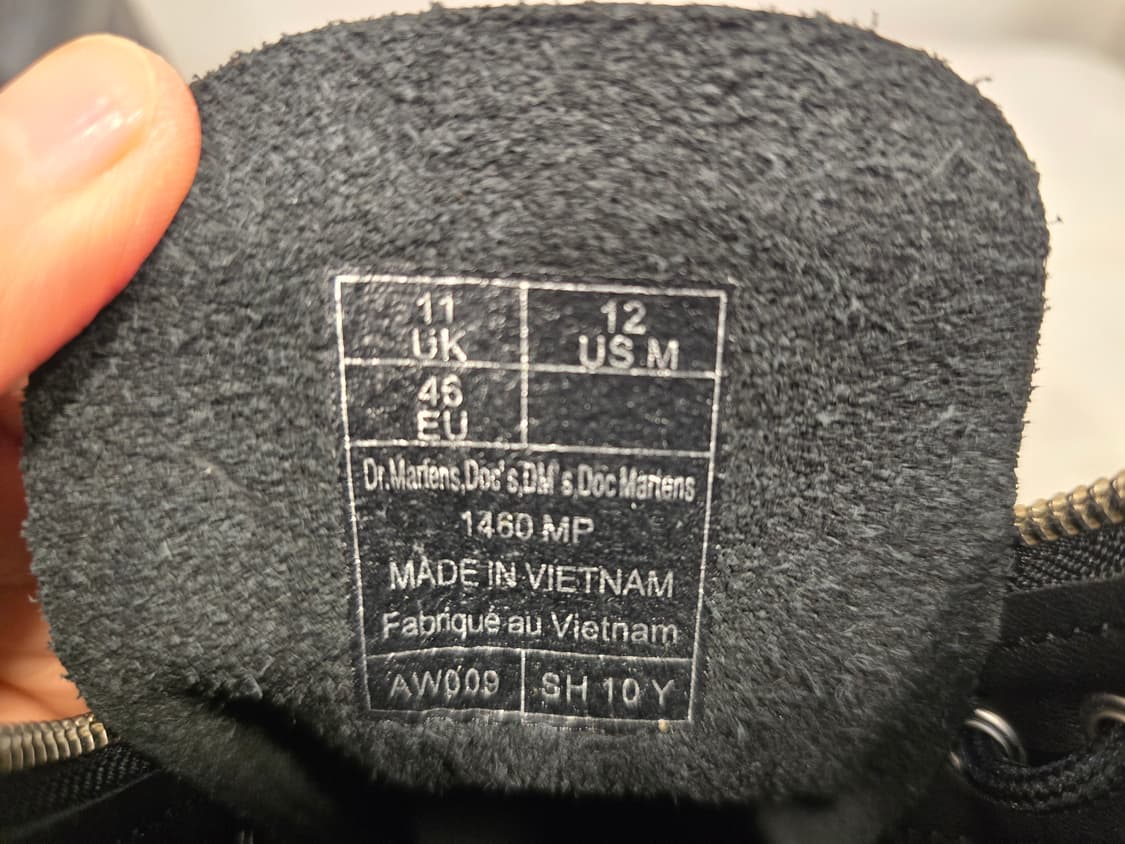 11
UK
12
US M
46
EU
Dr.Martens,Doc's,DM's,Doc Martens
1460 MP
MADE IN VIETNAM
Fabriqué au Vietnam
AW009
SH 10 Y